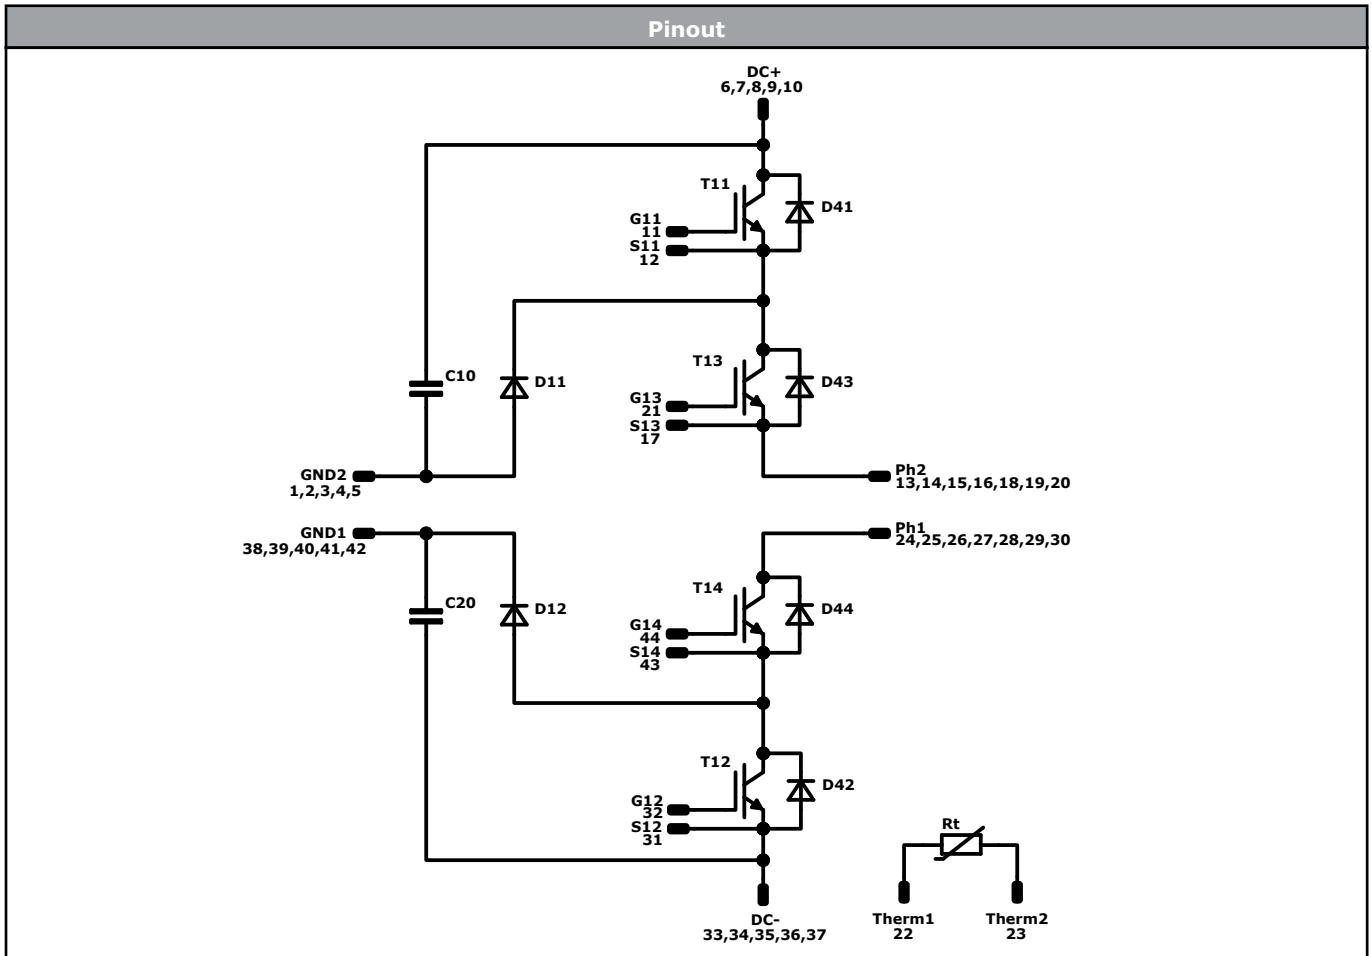 Pinout
DC+
6,7,8,9,10
T11
D41
G11
11
S11
12
T13
C10
D11
D43
G13
21
S13
17
GND2
1,2,3,4,5
Ph2
13,14,15,16,18,19,20
GND1
38,39,40,41,42
Ph1
24,25,26,27,28,29,30
T14
C20
D12
D44
G14
44
S14
43
T12
D42
G12
32
S12
31
Rt
DC-
33,34,35,36,37
Therm1
22
Therm2
23